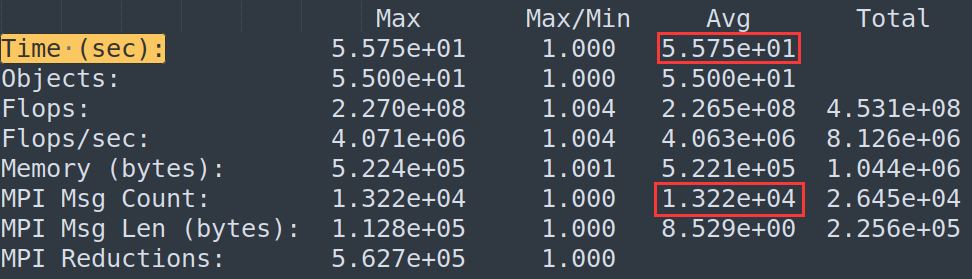 Max Max/Min Avg Total
Time (sec): 5.575e+01 1.000 5.575e+01
Objects: 5.500e+01 1.000 5.500e+01
Flops: 2.270e+08 1.004 2.265e+08 4.531e+08
Flops/sec: 4.071e+06 1.004 4.063e+06 8.126e+06
Memory (bytes): 5.224e+05 1.001 5.221e+05 1.044e+06
MPI Msg Count: 1.322e+04 1.000 1.322e+04 2.645e+04
MPI Msg Len (bytes): 1.128e+05 1.000 8.529e+00 2.256e+05
MPI Reductions: 5.627e+05 1.000